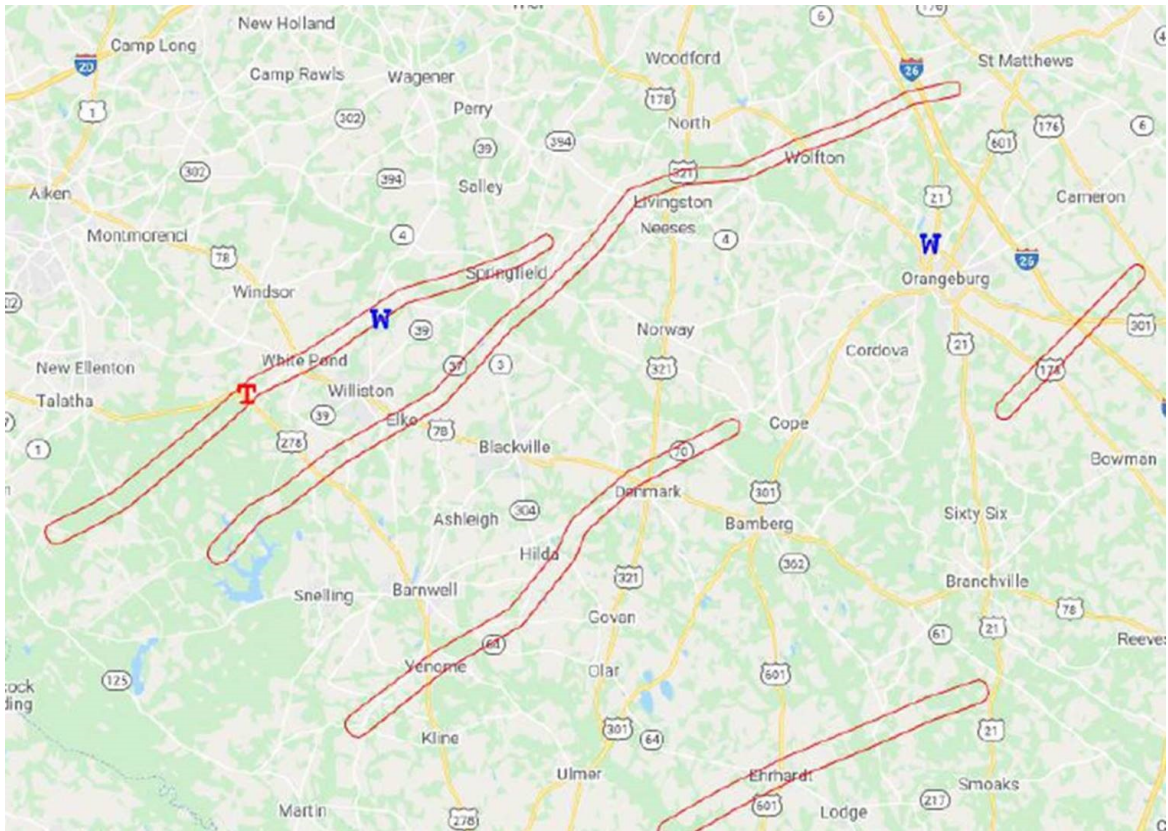 6
176
New Holland
Camp Long
20
Woodford
26
St Matthews
Camp Rawls
Wagener
1
Perry
178
302
North
601
176
6
39
394
Wolfton
302
394
Salley
321
Aiken
Livingston
21
Cameron
Montmorenci
4
Neeses
4
W
78
26
Springfield
Orangeburg
Windsor
W
39
Norway
301
21
White Pond
37
3
Cordova
New Ellenton
321
178
T
Williston
Talatha
39
Elko
78
Cope
1
278
Blackville
70
Bowman
Denmark
301
304
Sixty Six
Ashleigh
Bamberg
Hilda
362
321
Branchville
Snelling
Barnwell
78
Govan
21
61
64
Reeves
Yenome
Olar
125
601
301
64
21
Kline
Ulmer
Ehrhardt
Smoaks
601
217
Martin
278
Lodge